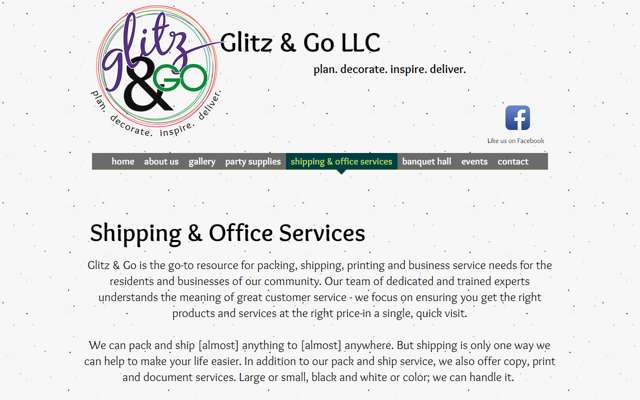 glitz
&GO
plan. decorate. inspire. deliver.
Glitz & Go LLC
plan. decorate. inspire. deliver.
Like us on Facebook
home about us gallery party supplies shipping & office services banquet hall events contact
Shipping & Office Services
Glitz & Go is the go-to resource for packing, shipping, printing and business service needs for the
residents and businesses of our community. Our team of dedicated and trained experts
understands the meaning of great customer service - we focus on ensuring you get the right
products and services at the right price-in a single, quick visit.
We can pack and ship [almost] anything to [almost] anywhere. But shipping is only one way we
can help to make your life easier. In addition to our pack and ship service, we also offer copy, print
and document services. Large or small, black and white or color; we can handle it.